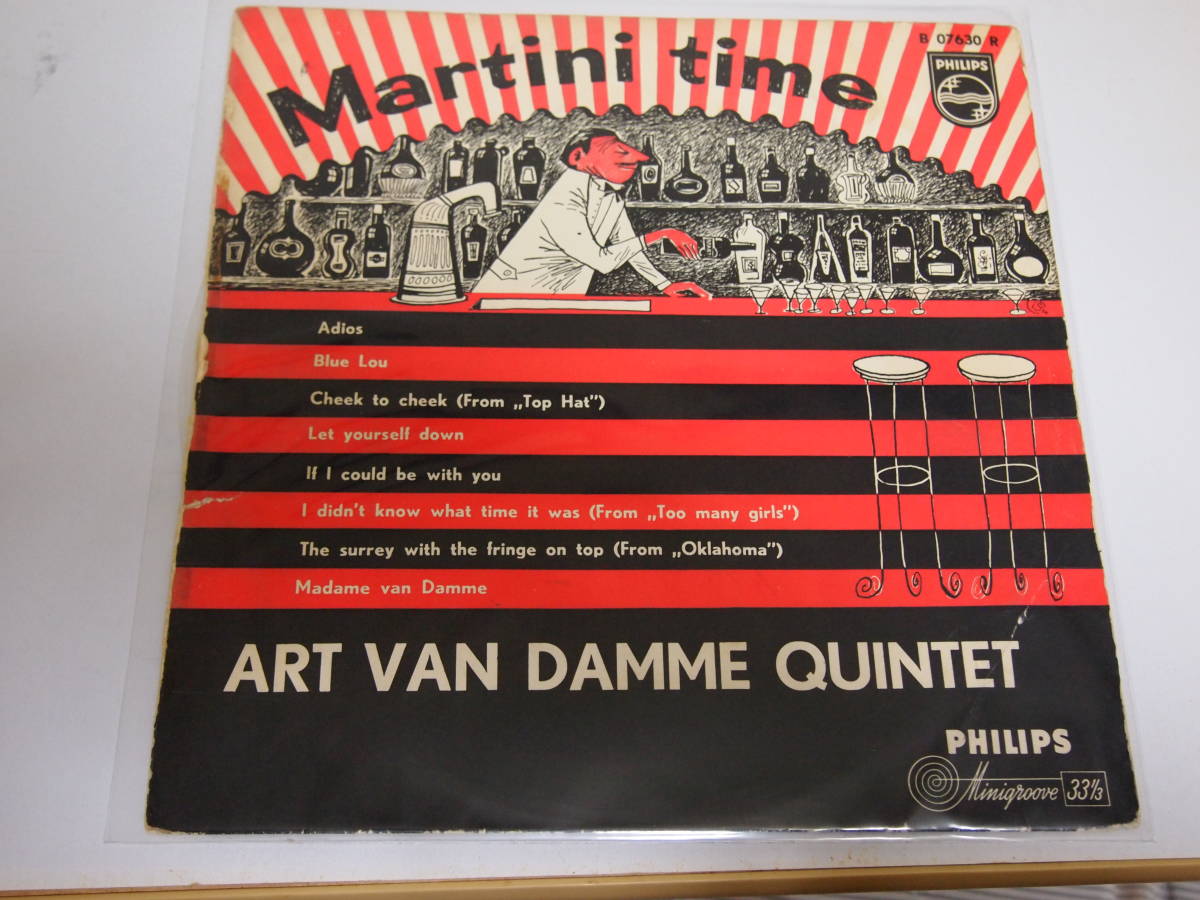 B 07630 R
PHILIPS
Martini time
Adios
Blue Lou
Cheek to cheek (From „Top Hat")
Let yourself down
If I could be with you
I didn't know what time it was (From „Too many girls")
The surrey with the fringe on top (From „Oklahoma")
Madame van Damme
ART VAN DAMME QUINTET
PHILIPS
Minigroove 33⅓